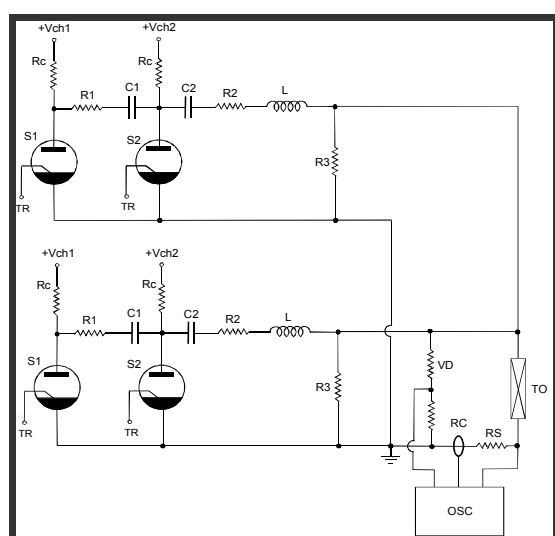 +Vch1 +Vch2
Rc Rc
R1 C1 C2 R2 L
S1 S2
R3
TR TR
+Vch1 +Vch2
Rc Rc
R1 C1 C2 R2 L
S1 S2 VD
R3 TO
RC RS
TR TR
OSC